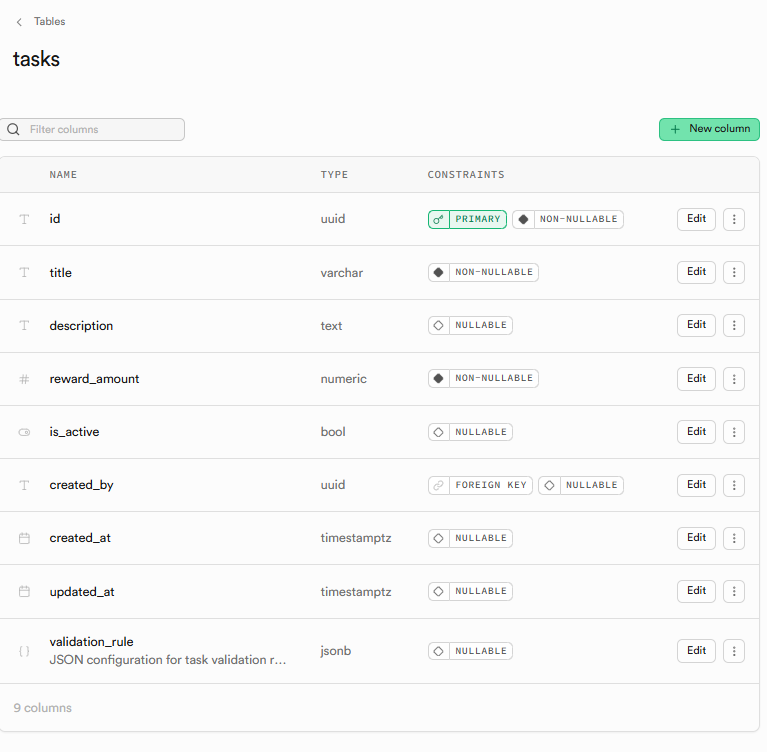 Tables
tasks
Filter columns
New column
NAME TYPE CONSTRAINTS
id uuid PRIMARY NON-NULLABLE Edit
title varchar NON-NULLABLE Edit
description text NULLABLE Edit
reward_amount numeric NON-NULLABLE Edit
is_active bool NULLABLE Edit
created_by uuid FOREIGN KEY NULLABLE Edit
created_at timestamptz NULLABLE Edit
updated_at timestamptz NULLABLE Edit
validation_rule jsonb NULLABLE Edit
JSON configuration for task validation r...
9 columns